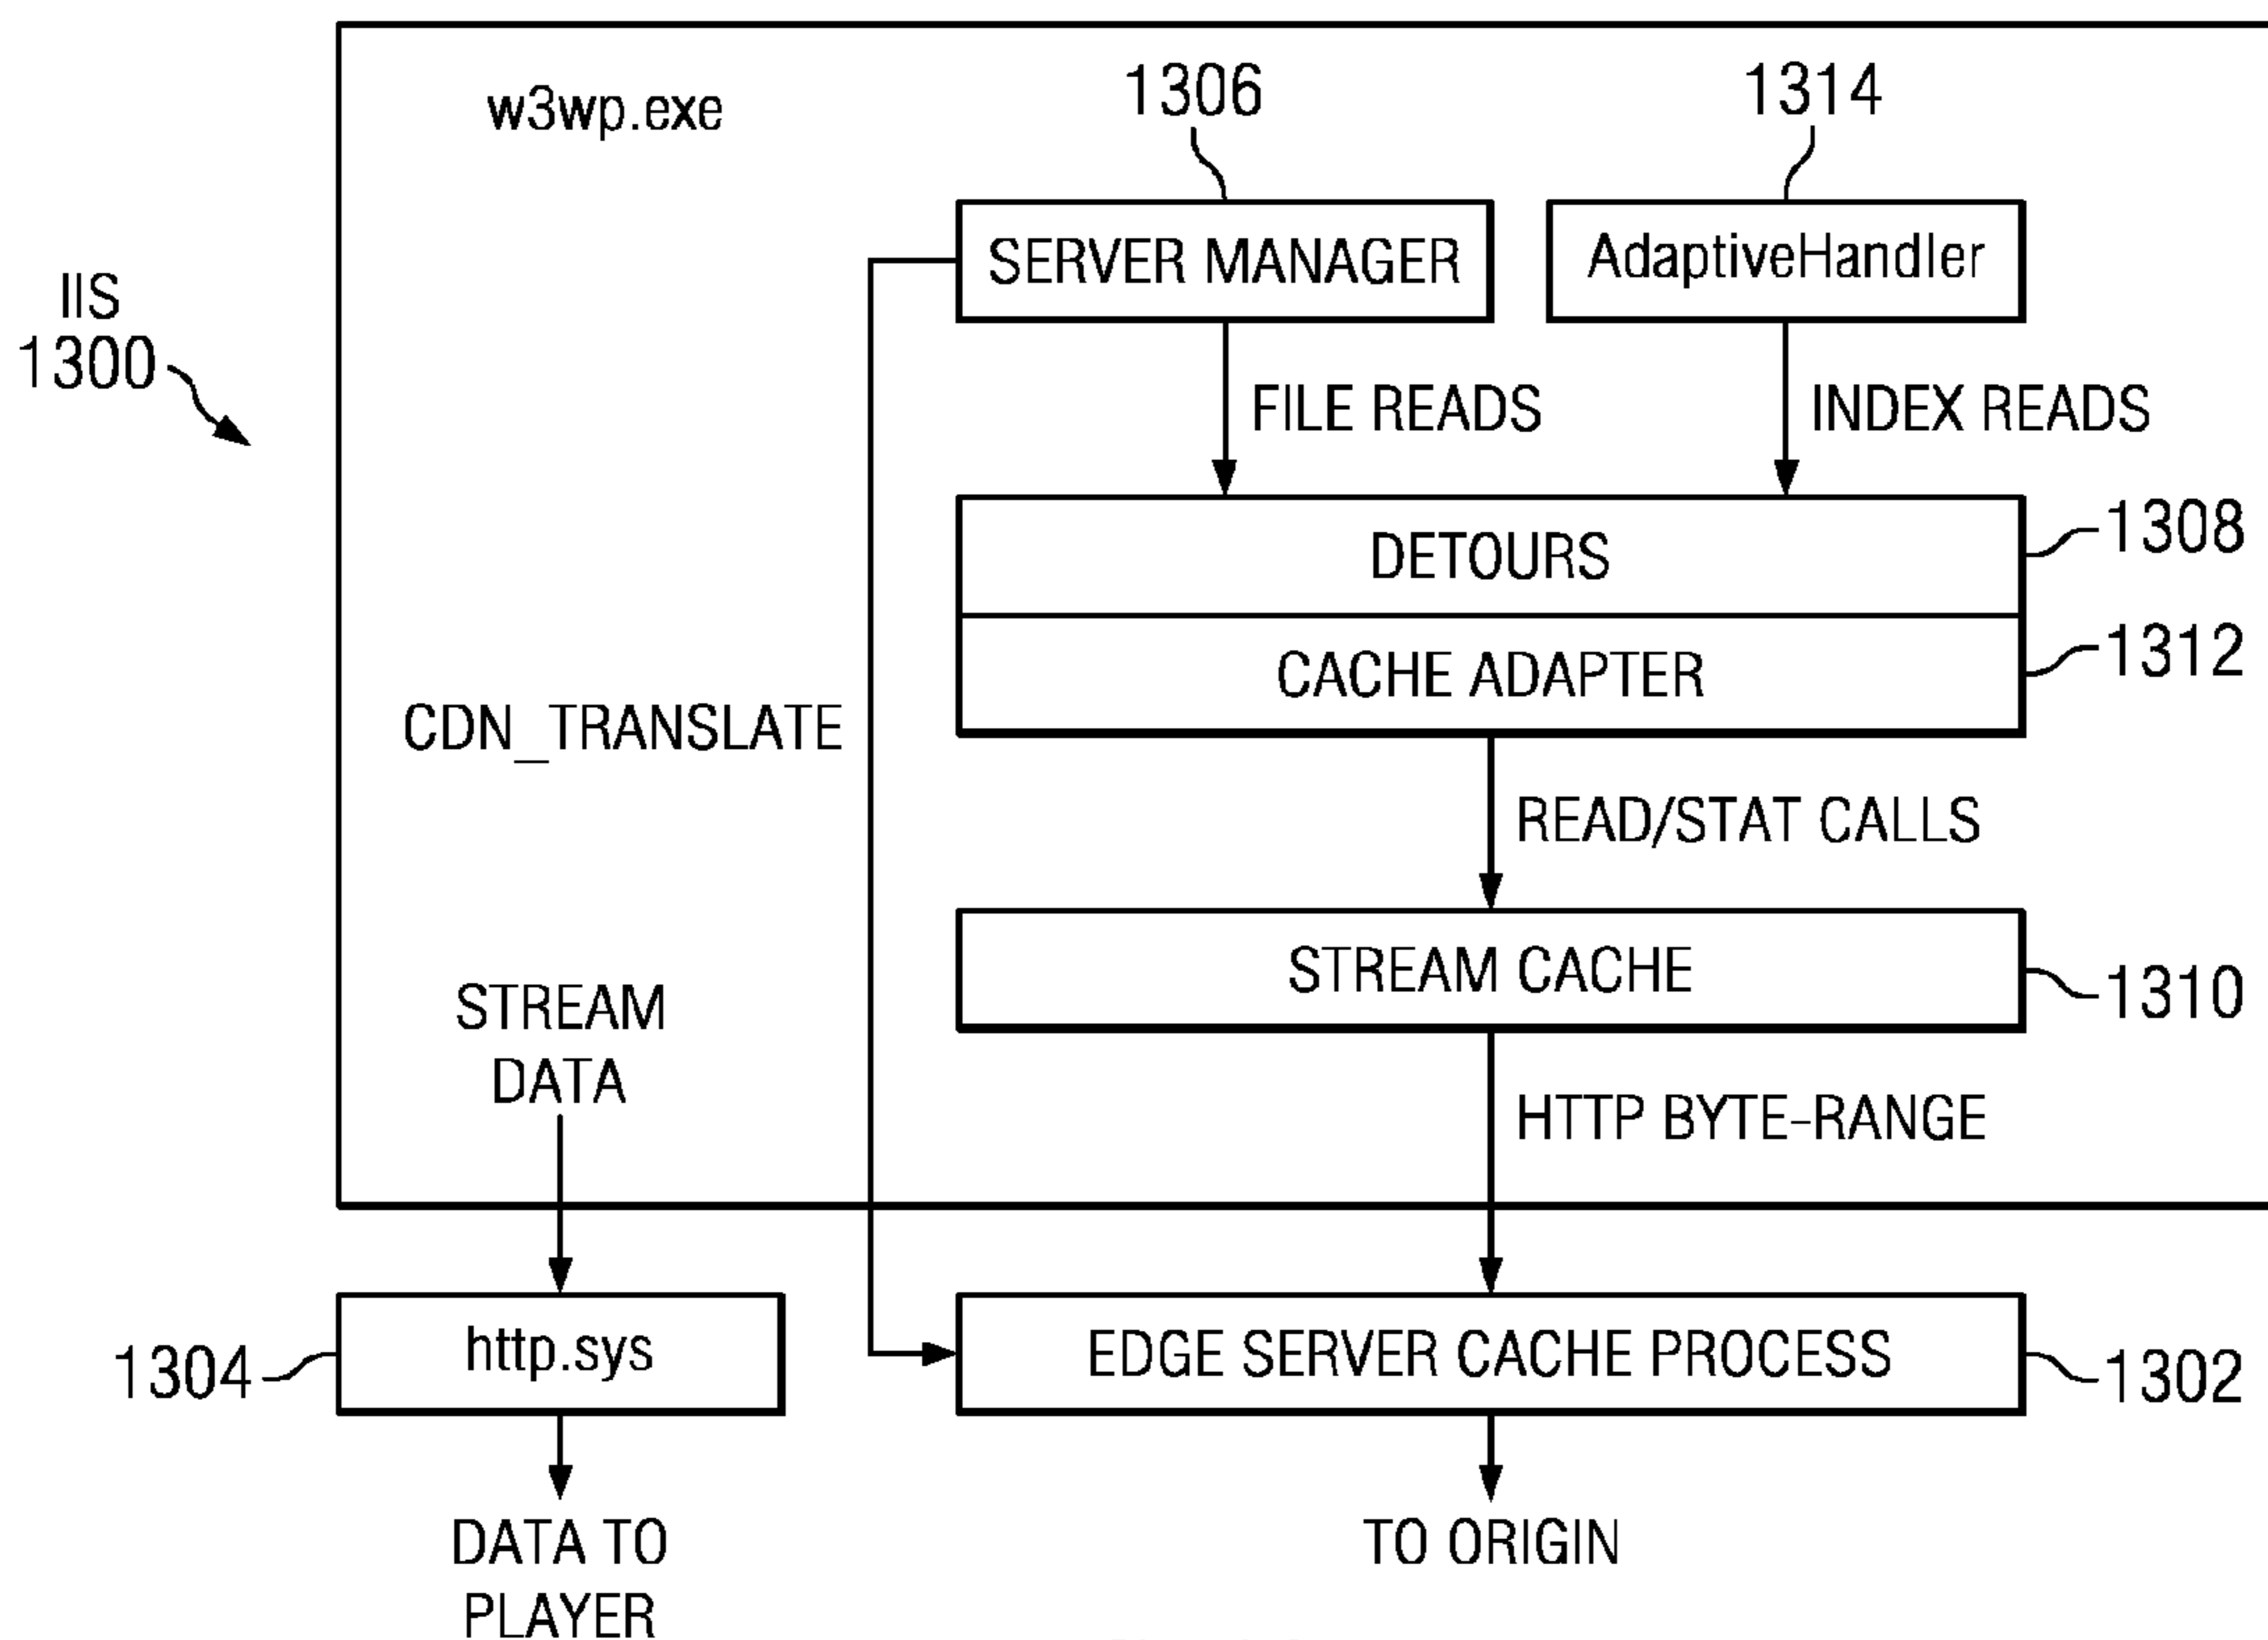 w3wp.exe
1306
1314
SERVER MANAGER
AdaptiveHandler
IIS
1300
FILE READS
INDEX READS
DETOURS
1308
CACHE ADAPTER
1312
CDN_TRANSLATE
READ/STAT CALLS
STREAM CACHE
1310
STREAM
DATA
HTTP BYTE-RANGE
http.sys
1304
EDGE SERVER CACHE PROCESS
1302
DATA TO
PLAYER
TO ORIGIN